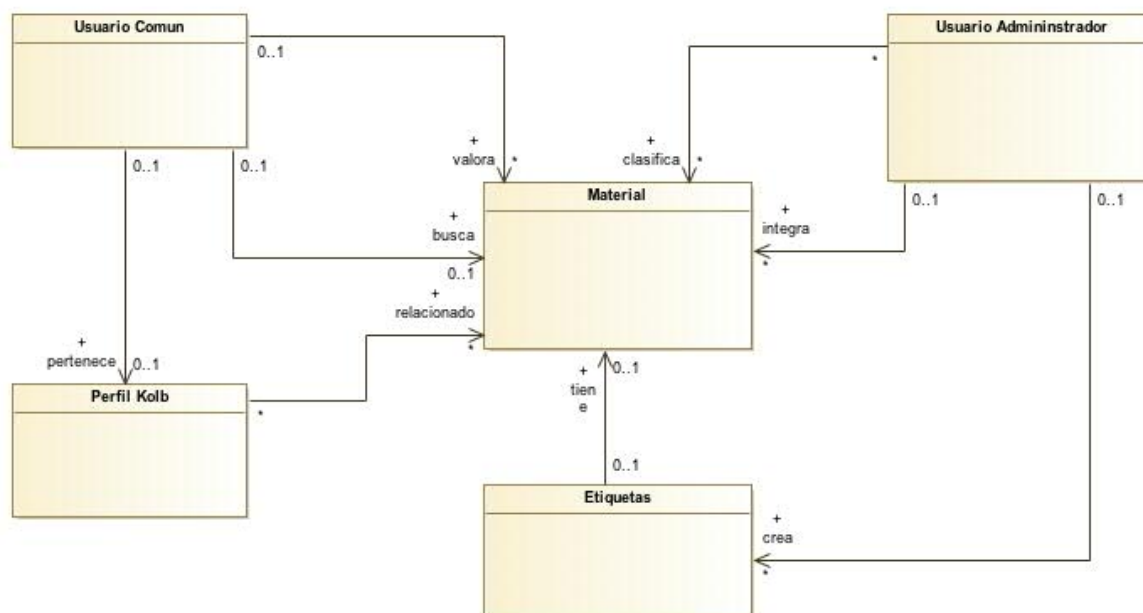 Usuario Comun
Usuario Admininstrador
0..1
*
+
valora
*
+
clasifica
*
0..1
0..1
Material
0..1
0..1
+
busca
0..1
+
integra
*
+
relacionado
*
+
pertenece
0..1
+
tien
e
0..1
Perfil Kolb
*
0..1
Etiquetas
+
crea
*